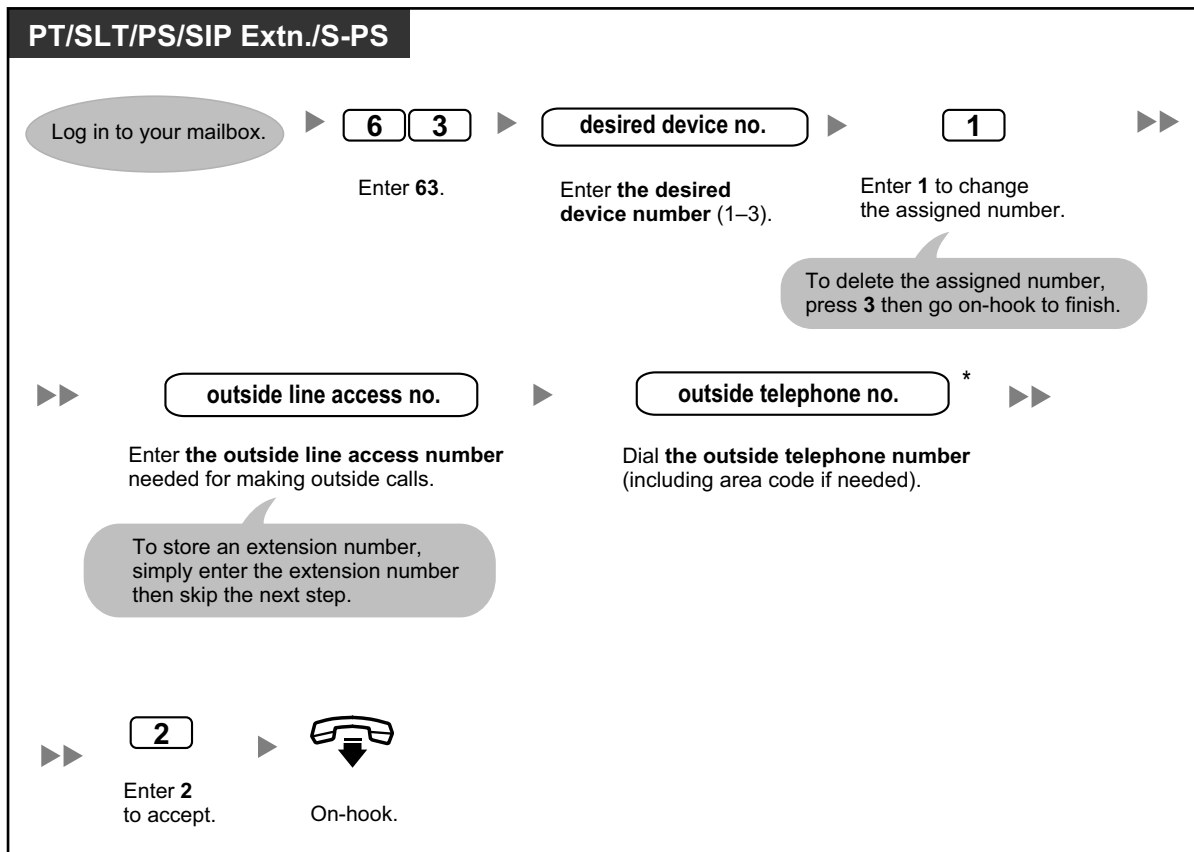 PT/SLT/PS/SIP Extn./S-PS
Log in to your mailbox.
6 3
desired device no.
1
Enter 63.
Enter the desired
device number (1–3).
Enter 1 to change
the assigned number.
To delete the assigned number,
press 3 then go on-hook to finish.
outside line access no.
outside telephone no. *
Enter the outside line access number
needed for making outside calls.
Dial the outside telephone number
(including area code if needed).
To store an extension number,
simply enter the extension number
then skip the next step.
2
Enter 2
to accept.
On-hook.